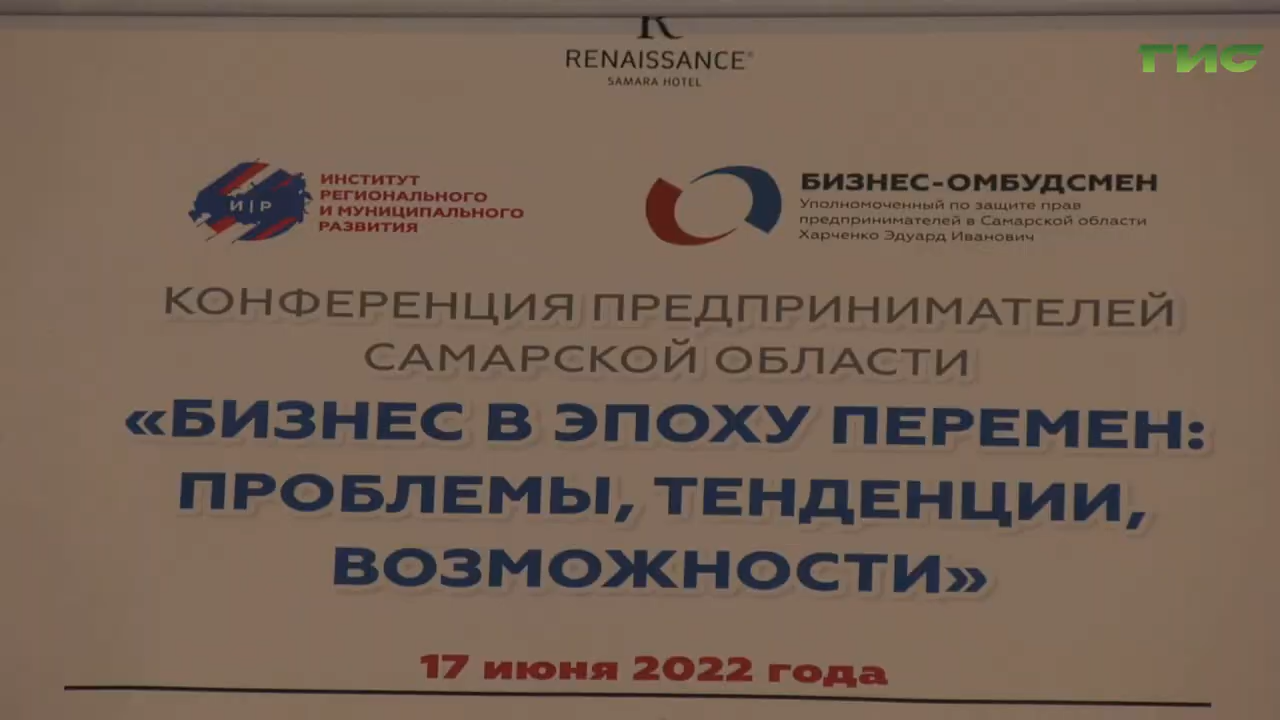 R
RENAISSANCE®
SAMARA HOTEL
ГИС
И|Р
ИНСТИТУТ
РЕГИОНАЛЬНОГО
И МУНИЦИПАЛЬНОГО
РАЗВИТИЯ
БИЗНЕС-ОМБУДСМЕН
Уполномоченный по защите прав
предпринимателей в Самарской области
Харченко Эдуард Иванович
КОНФЕРЕНЦИЯ ПРЕДПРИНИМАТЕЛЕЙ
САМАРСКОЙ ОБЛАСТИ
«БИЗНЕС В ЭПОХУ ПЕРЕМЕН:
ПРОБЛЕМЫ, ТЕНДЕНЦИИ,
ВОЗМОЖНОСТИ»
17 июня 2022 года